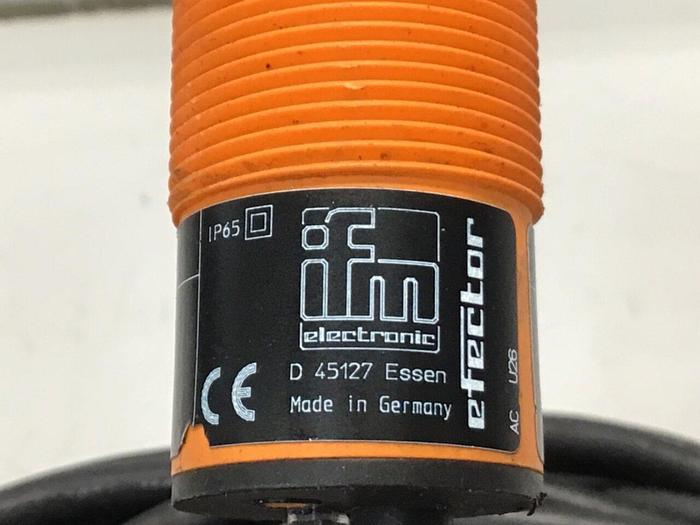 IP65
ifm
electronic
D 45127 Essen
CE
Made in Germany
efector
AC U26